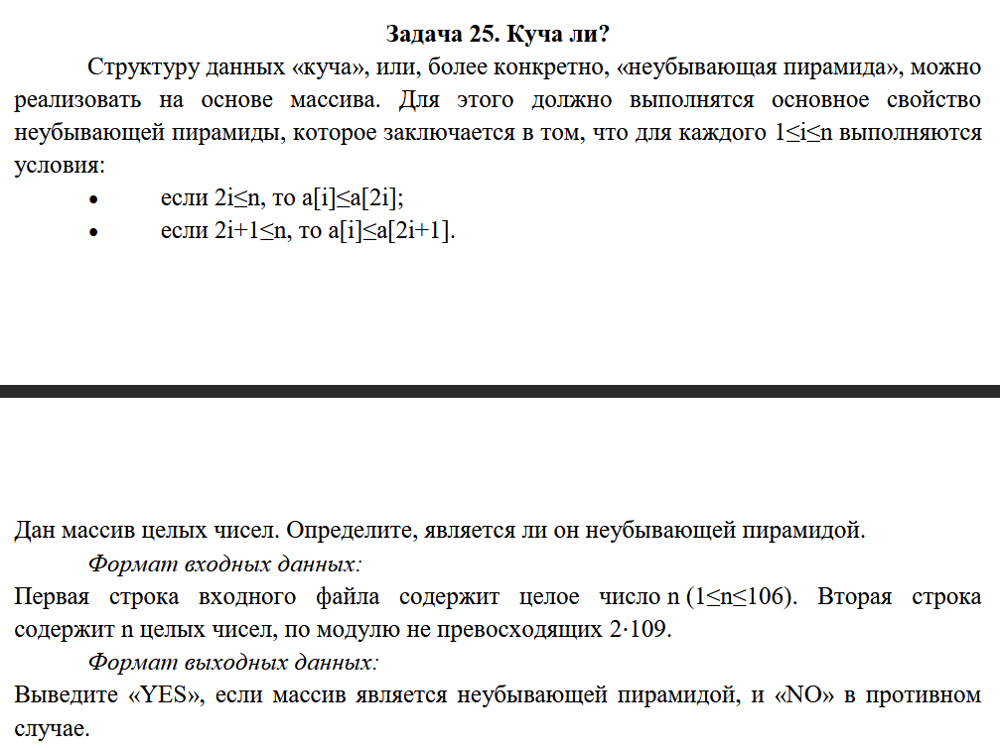 Задача 25. Куча ли?
Структуру данных «куча», или, более конкретно, «неубывающая пирамида», можно
реализовать на основе массива. Для этого должно выполнятся основное свойство
неубывающей пирамиды, которое заключается в том, что для каждого 1≤i≤n выполняются
условия:
• если 2i≤n, то a[i]≤a[2i];
• если 2i+1≤n, то a[i]≤a[2i+1].
Дан массив целых чисел. Определите, является ли он неубывающей пирамидой.
Формат входных данных:
Первая строка входного файла содержит целое число n (1≤n≤106). Вторая строка
содержит n целых чисел, по модулю не превосходящих 2·109.
Формат выходных данных:
Выведите «YES», если массив является неубывающей пирамидой, и «NO» в противном
случае.